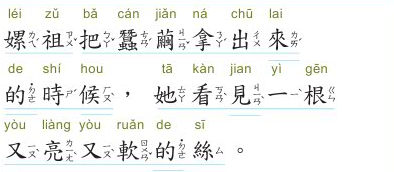 léi zǔ bǎ cán jiǎn ná chū lai
嫘祖把蠶繭拿出來
de shí hou tā kàn jian yì gēn
的時候，她看見一根
yòu liàng yòu ruǎn de sī
又亮又軟的絲。